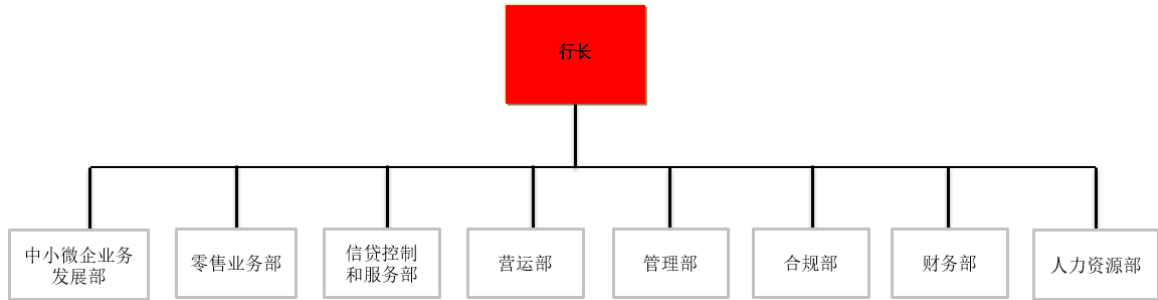 行长
中小微企业务
发展部
零售业务部
信贷控制
和服务部
营运部
管理部
合规部
财务部
人力资源部